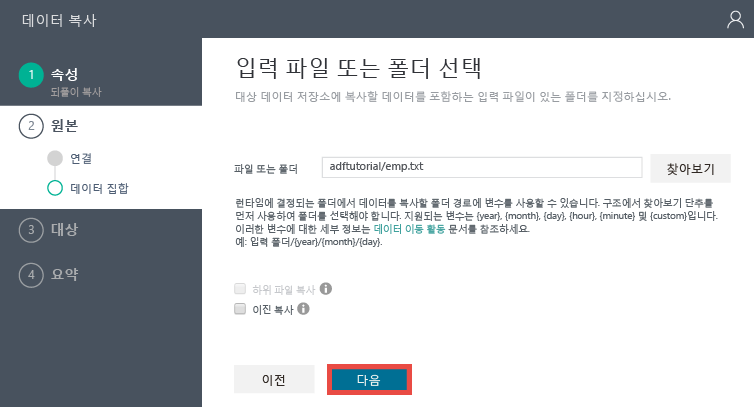 데이터 복사
1 속성
되풀이 복사
2 원본
연결
데이터 집합
3 대상
4 요약
입력 파일 또는 폴더 선택
대상 데이터 저장소에 복사할 데이터를 포함하는 입력 파일이 있는 폴더를 지정하십시오.
파일 또는 폴더 adftutorial/emp.txt 찾아보기
런타임에 결정되는 폴더에서 데이터를 복사할 폴더 경로에 변수를 사용할 수 있습니다. 구조에서 찾아보기 단추를
먼저 사용하여 폴더를 선택해야 합니다. 지원되는 변수는 {year}, {month}, {day}, {hour}, {minute} 및 {custom}입니다.
이러한 변수에 대한 세부 정보는 데이터 이동 활동 문서를 참조하세요.
예: 입력 폴더/{year}/{month}/{day}.
하위 파일 복사
이진 복사
이전 다음